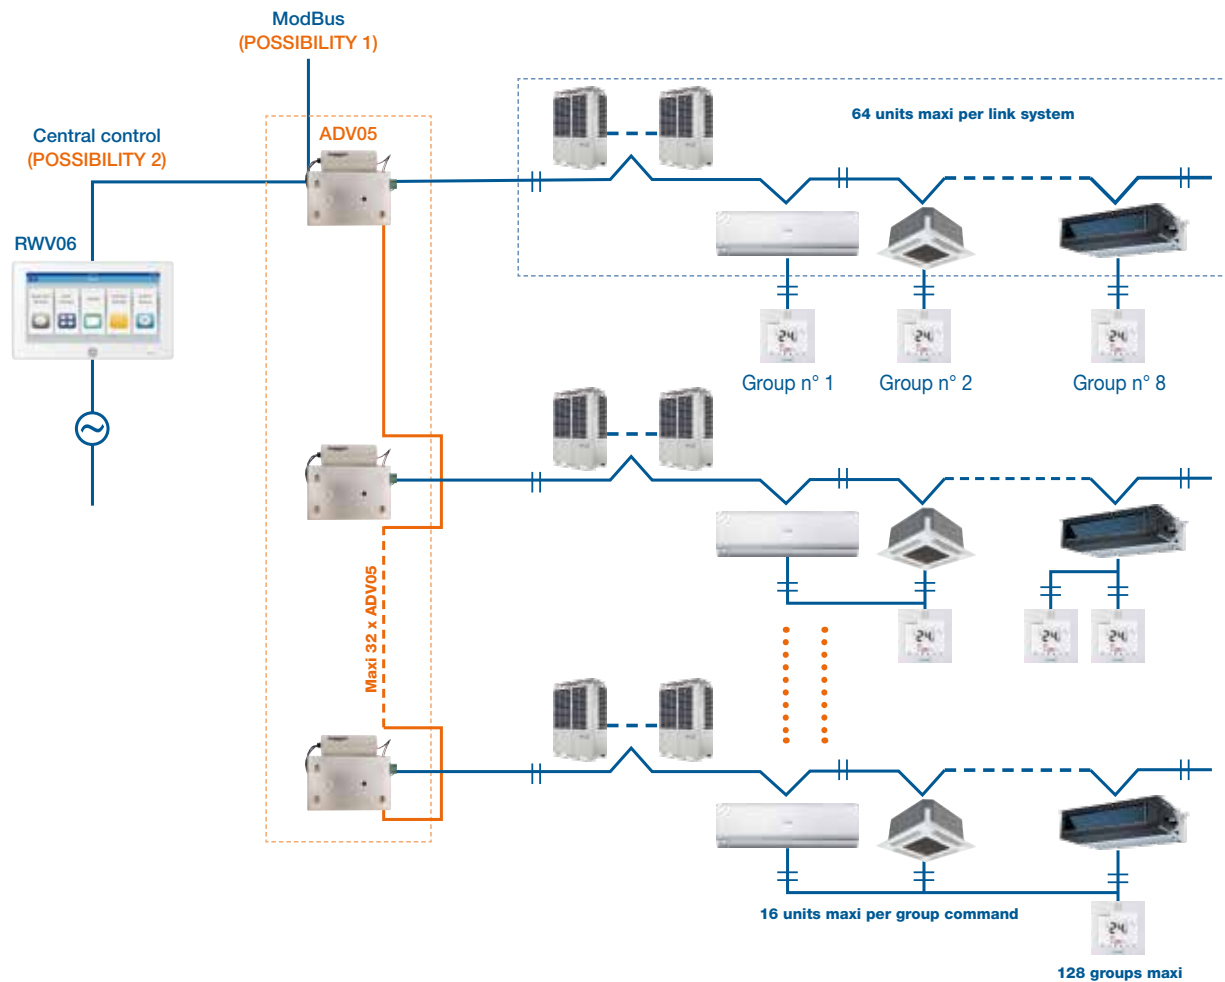 ModBus
(POSSIBILITY 1)
Central control
(POSSIBILITY 2)
ADV05
64 units maxi per link system
RWV06
Group n° 1
Group n° 2
Group n° 8
Maxi 32 x ADV05
16 units maxi per group command
128 groups maxi